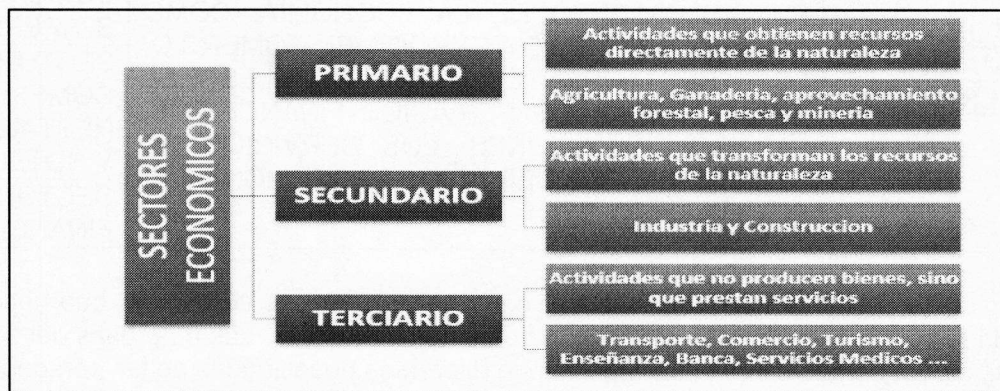 SECTORES
ECONOMICOS
PRIMARIO
Actividades que obtienen recursos
directamente de la naturaleza
Agricultura, Ganaderia, aprovechamiento
forestal, pesca y mineria
SECUNDARIO
Actividades que transforman los recursos
de la naturaleza
Industria y Construccion
TERCIARIO
Actividades que no producen bienes, sino
que prestan servicios
Transporte, Comercio, Turismo,
Enseñanza, Banca, Servicios Medicos ...